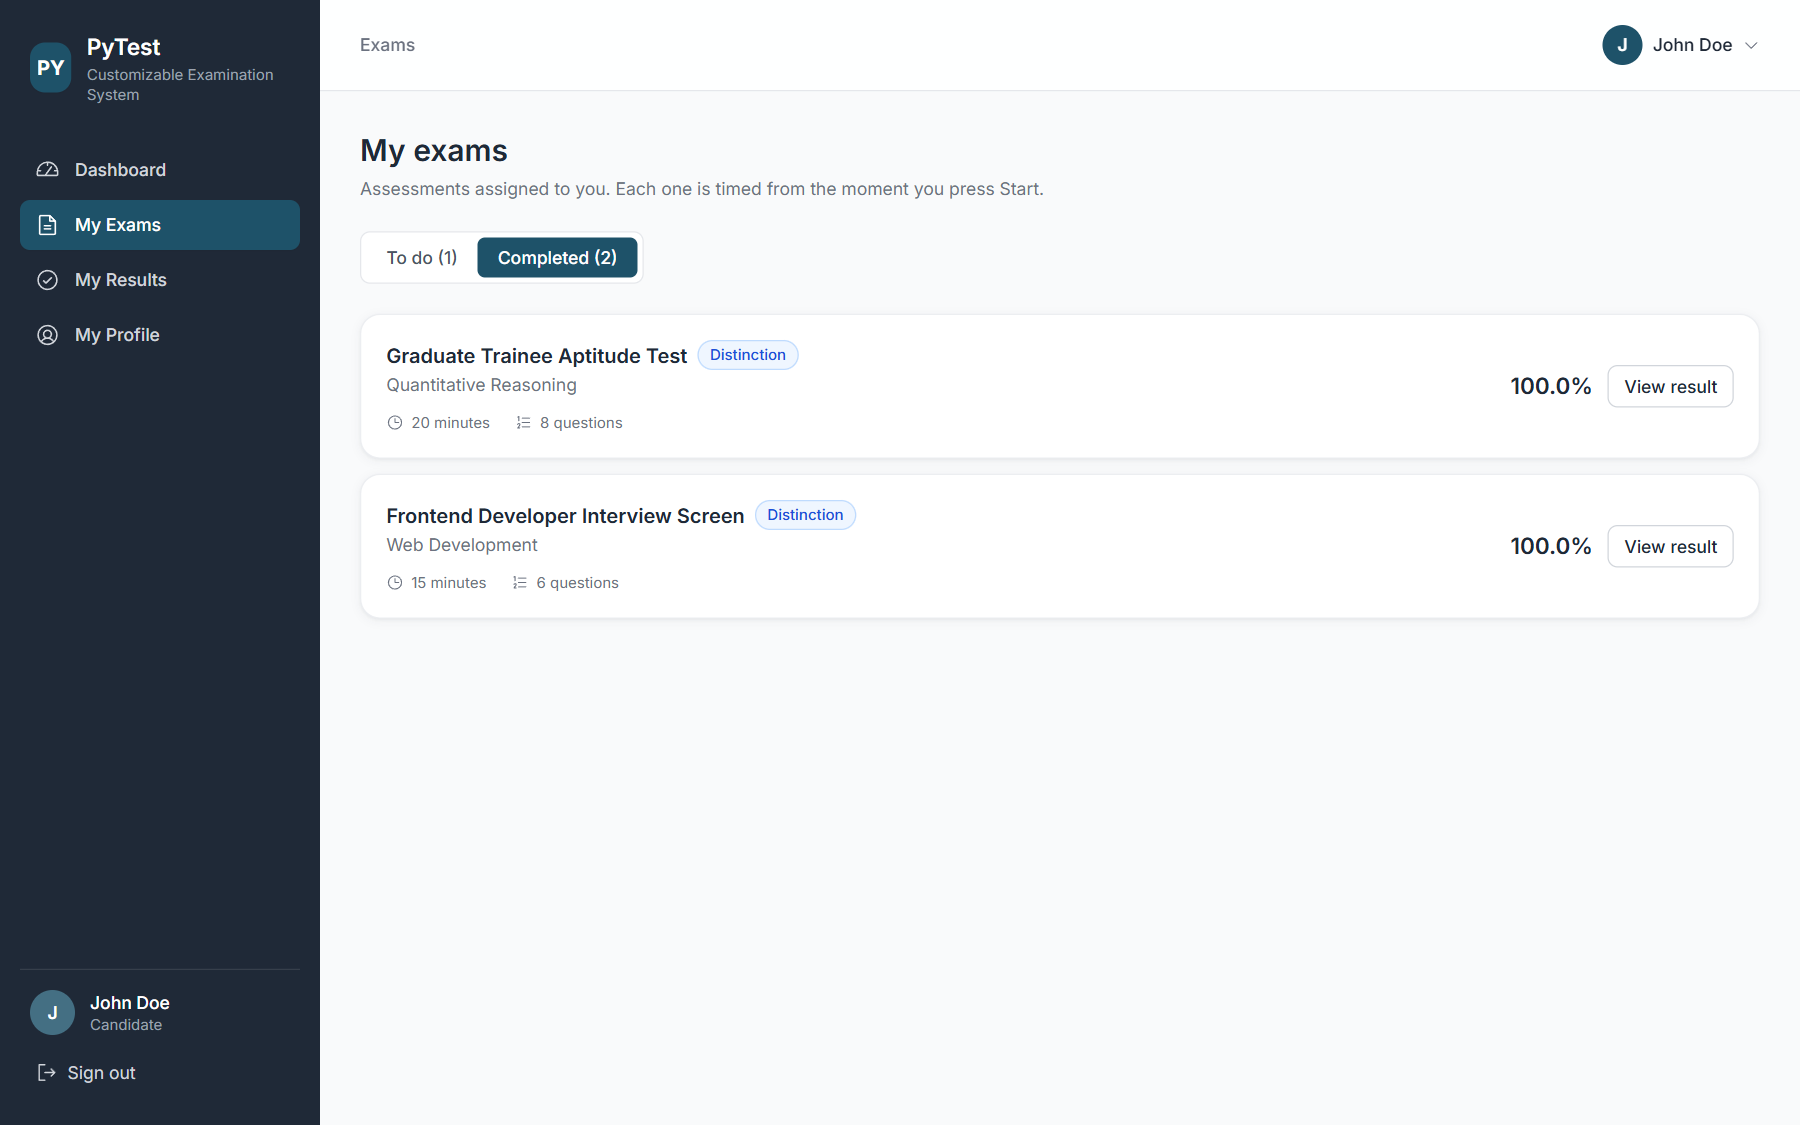 PY
PyTest
Customizable Examination
System
Dashboard
My Exams
My Results
My Profile
J
John Doe
Candidate
Sign out
Exams
J
John Doe
My exams
Assessments assigned to you. Each one is timed from the moment you press Start.
To do (1)
Completed (2)
Graduate Trainee Aptitude Test
Distinction
Quantitative Reasoning
20 minutes
8 questions
100.0%
View result
Frontend Developer Interview Screen
Distinction
Web Development
15 minutes
6 questions
100.0%
View result